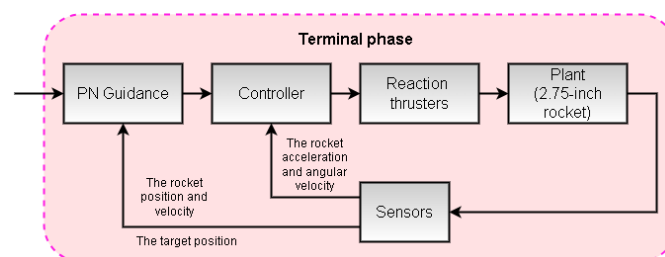 Terminal phase
PN Guidance
Controller
Reaction
thrusters
Plant
(2.75-inch
rocket)
The rocket
acceleration
and angular
velocity
The rocket
position and
velocity
Sensors
The target position